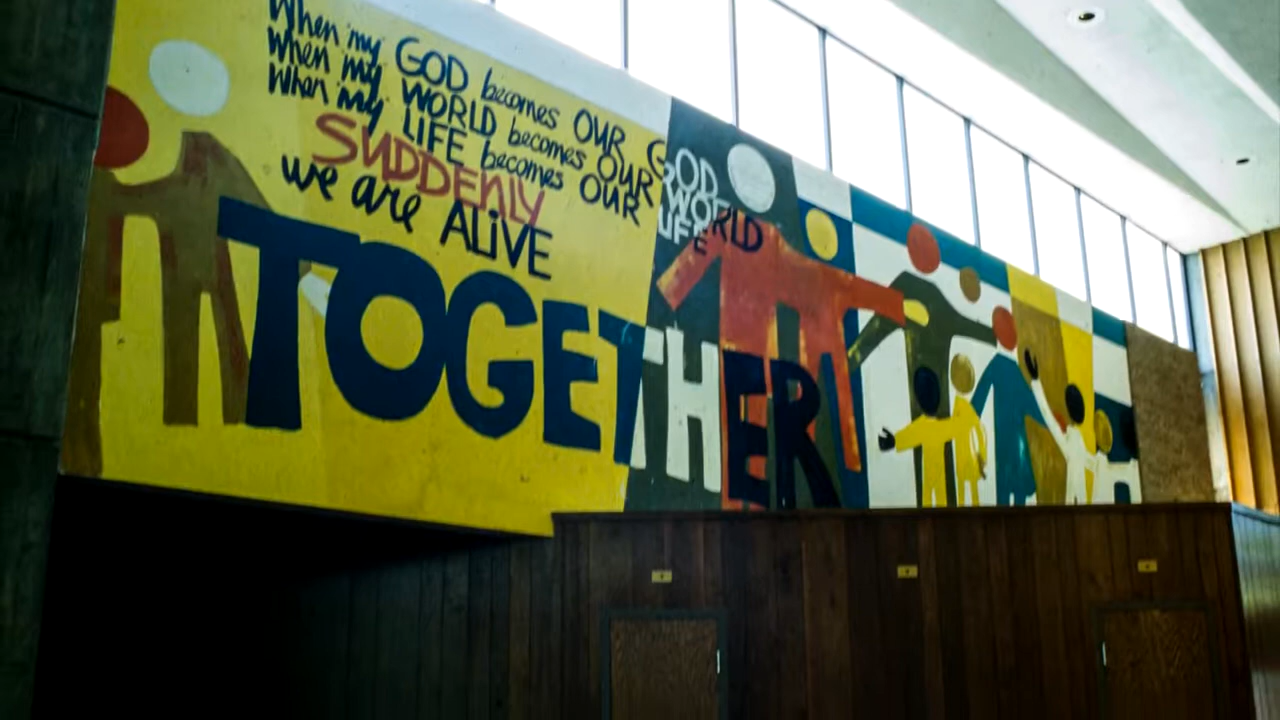 When my GOD becomes OUR GOD
When my WORLD becomes OUR WORLD
When my LIFE becomes OUR LIFE
SUDDENLY
we are ALiVE
TOGETHER